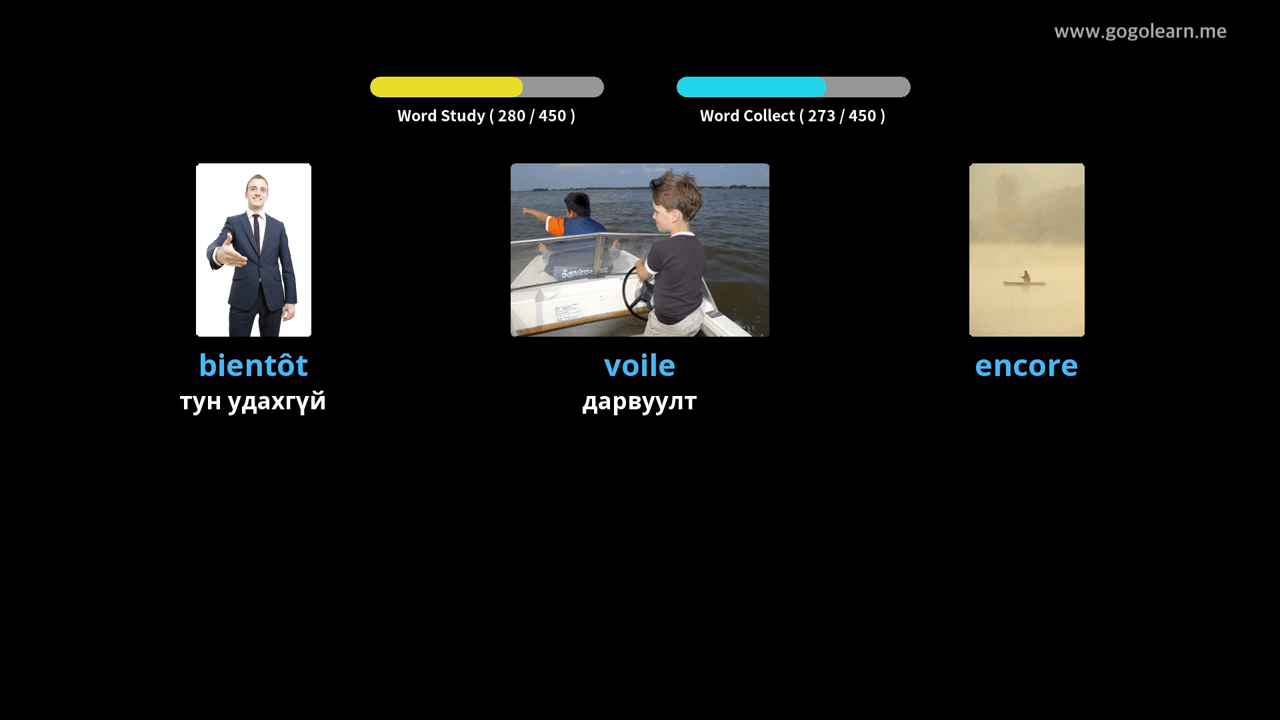 www.gogolearn.me
Word Study ( 280 / 450 )
Word Collect ( 273 / 450 )
bientôt
voile
encore
тун удахгүй
дарвуулт